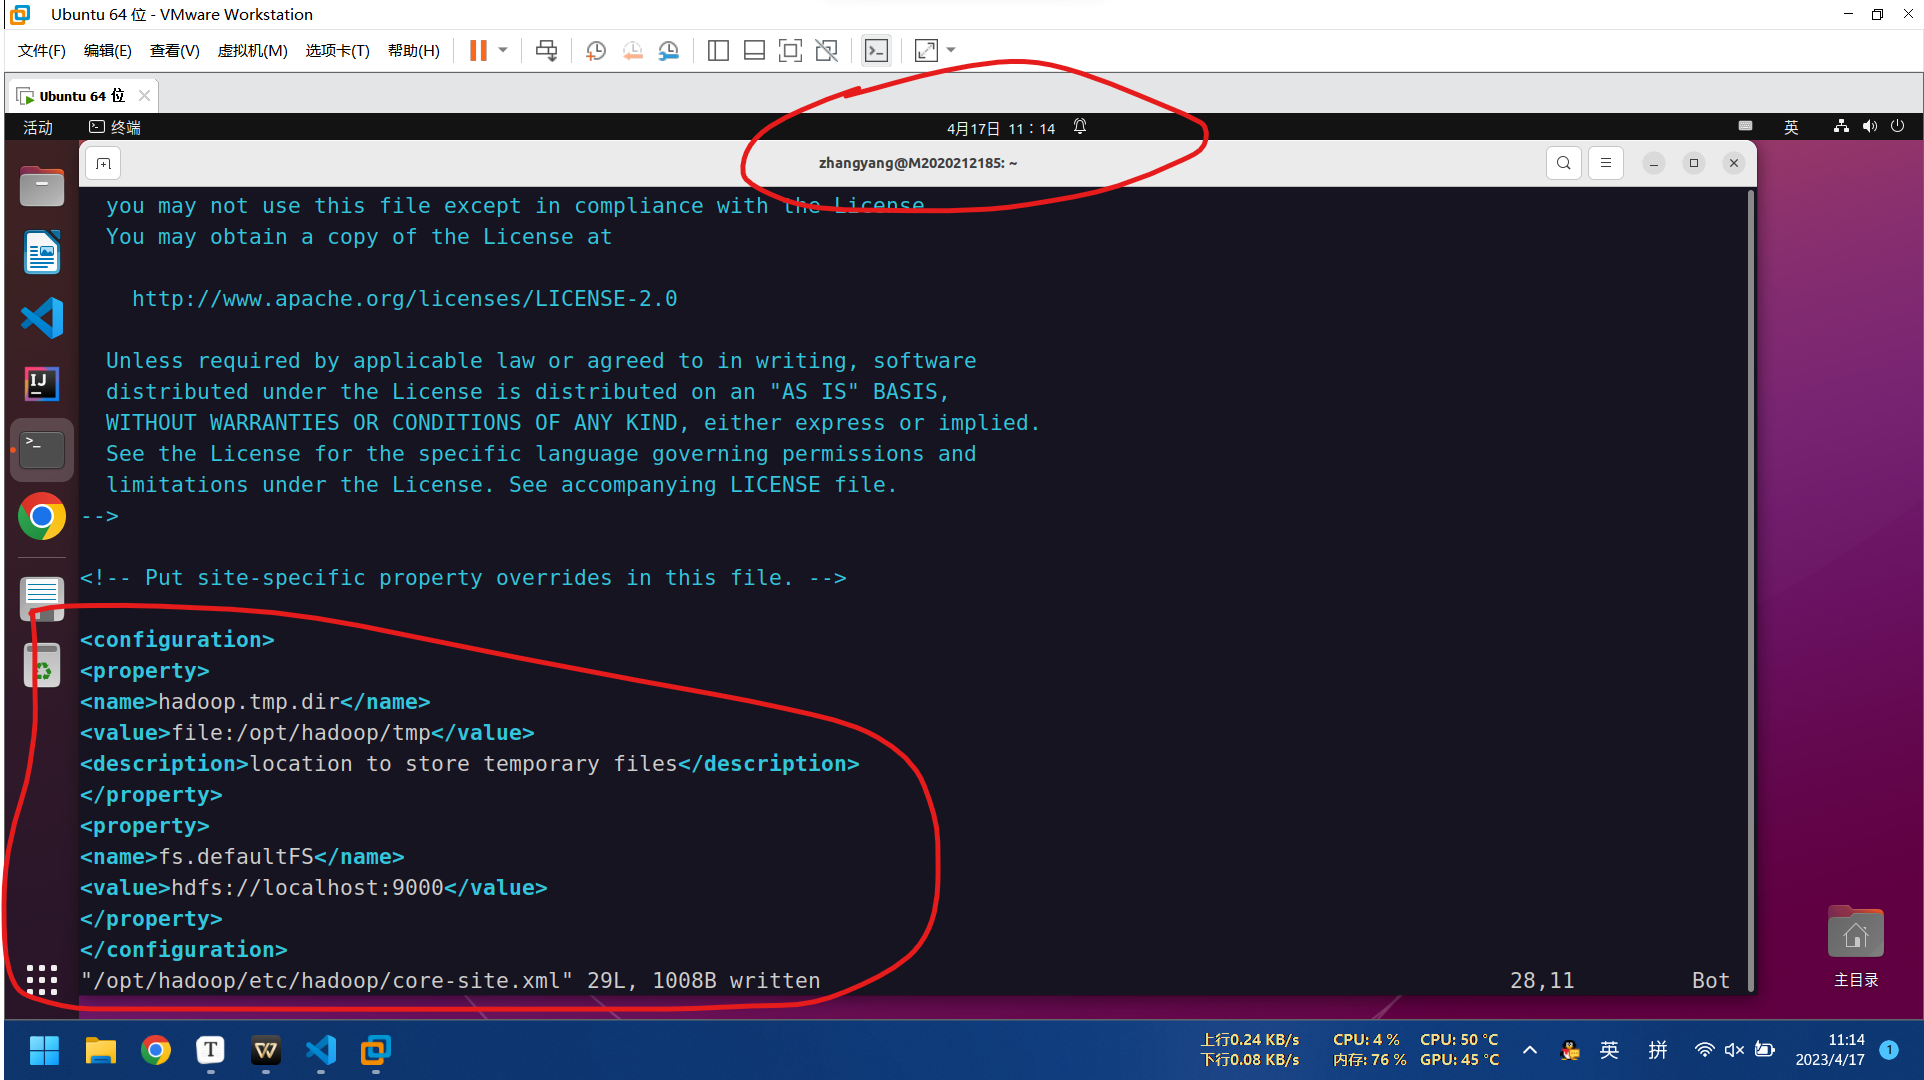 Ubuntu 64 位 - VMware Workstation
文件(F) 编辑(E) 查看(V) 虚拟机(M) 选项卡(T) 帮助(H)
Ubuntu 64 位
活动 终端 4月17日 11：14 英
zhangyang@M2020212185: ~
you may not use this file except in compliance with the License
You may obtain a copy of the License at
http://www.apache.org/licenses/LICENSE-2.0
Unless required by applicable law or agreed to in writing, software
distributed under the License is distributed on an "AS IS" BASIS,
WITHOUT WARRANTIES OR CONDITIONS OF ANY KIND, either express or implied.
See the License for the specific language governing permissions and
limitations under the License. See accompanying LICENSE file.
-->
<!-- Put site-specific property overrides in this file. -->
<configuration>
<property>
<name>hadoop.tmp.dir</name>
<value>file:/opt/hadoop/tmp</value>
<description>location to store temporary files</description>
</property>
<property>
<name>fs.defaultFS</name>
<value>hdfs://localhost:9000</value>
</property>
</configuration>
"/opt/hadoop/etc/hadoop/core-site.xml" 29L, 1008B written 28,11 Bot
主目录
上行0.24 KB/s CPU: 4 % CPU: 50 °C
下行0.08 KB/s 内存: 76 % GPU: 45 °C
英 拼
11:14
2023/4/17
1